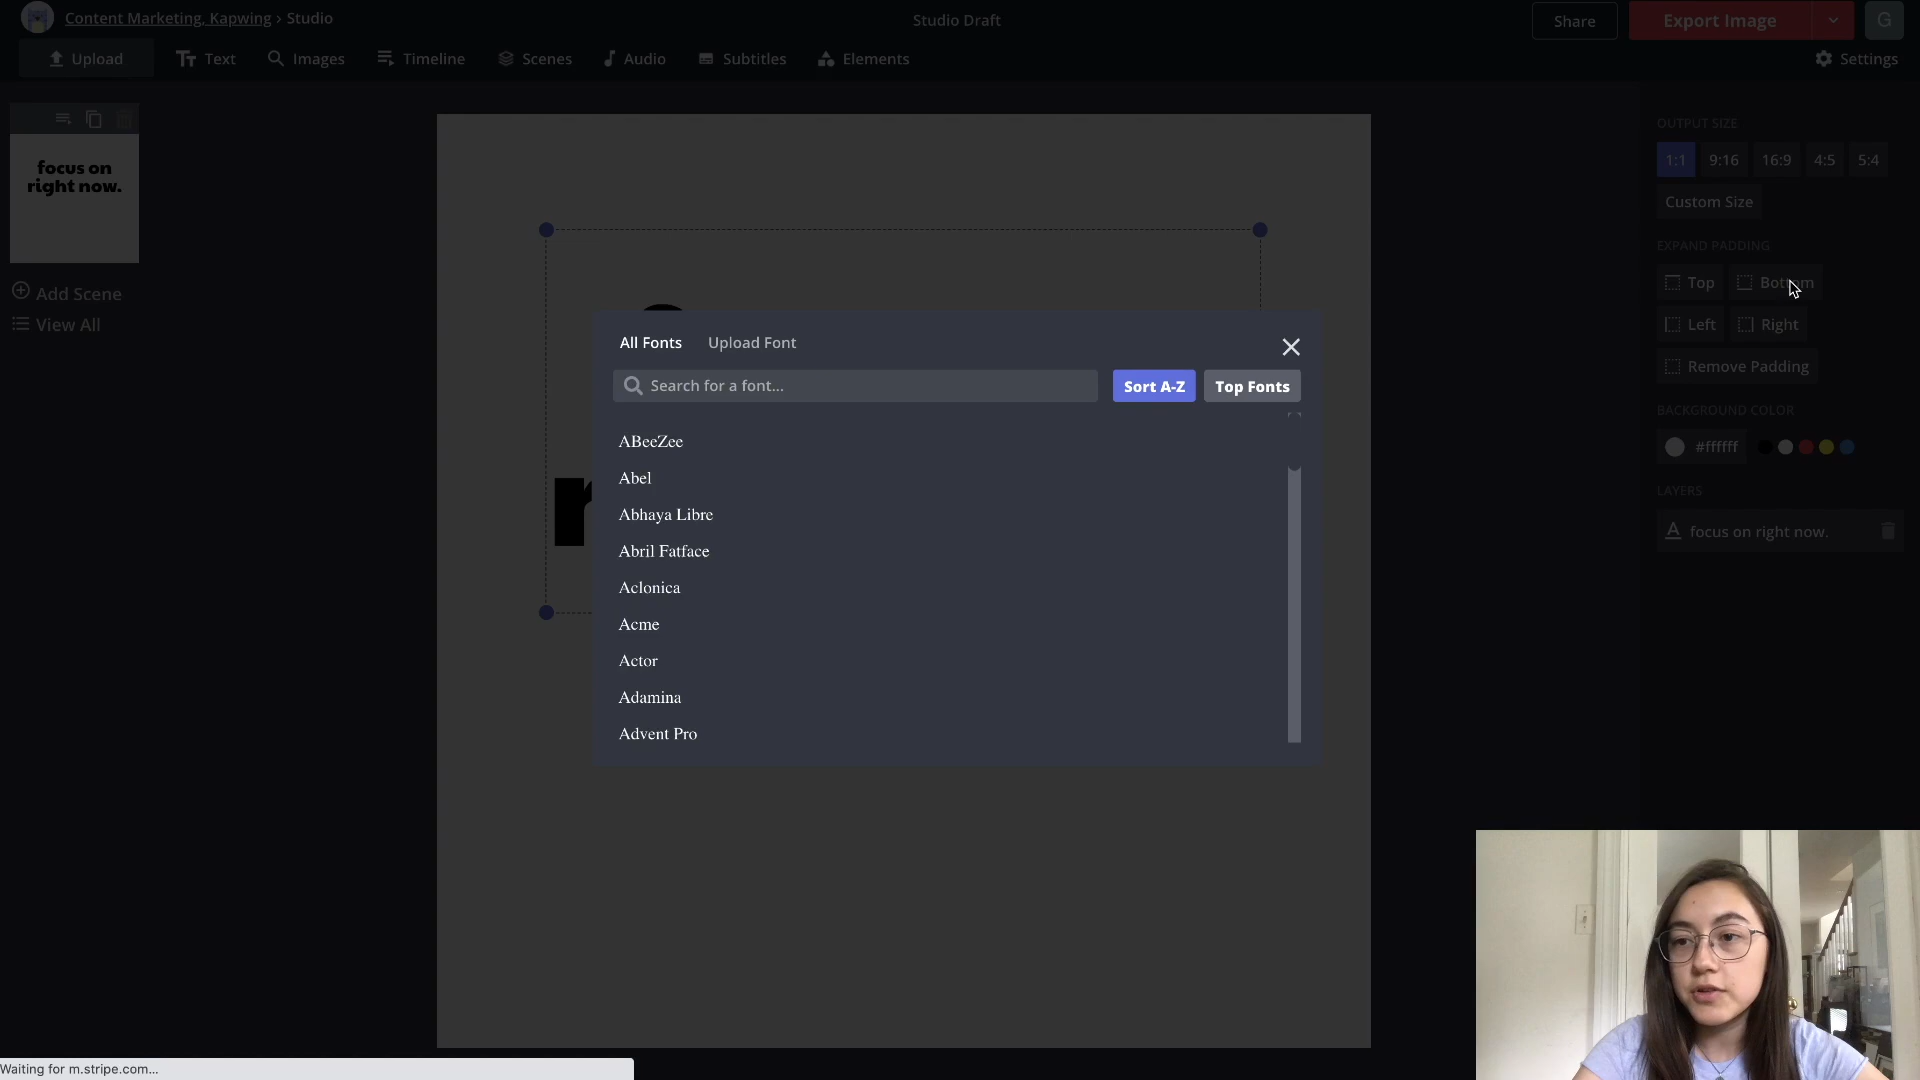 Content Marketing, Kapwing › Studio
Studio Draft
Share
Export Image
G
Upload
Text
Images
Timeline
Scenes
Audio
Subtitles
Elements
Settings
focus on
right now.
Add Scene
View All
OUTPUT SIZE
1:1 9:16 16:9 4:5 5:4
Custom Size
EXPAND PADDING
Top Bottom
Left Right
Remove Padding
BACKGROUND COLOR
#ffffff
LAYERS
focus on right now.
All Fonts Upload Font
Search for a font...
Sort A-Z Top Fonts
ABeeZee
Abel
Abhaya Libre
Abril Fatface
Aclonica
Acme
Actor
Adamina
Advent Pro
Waiting for m.stripe.com...